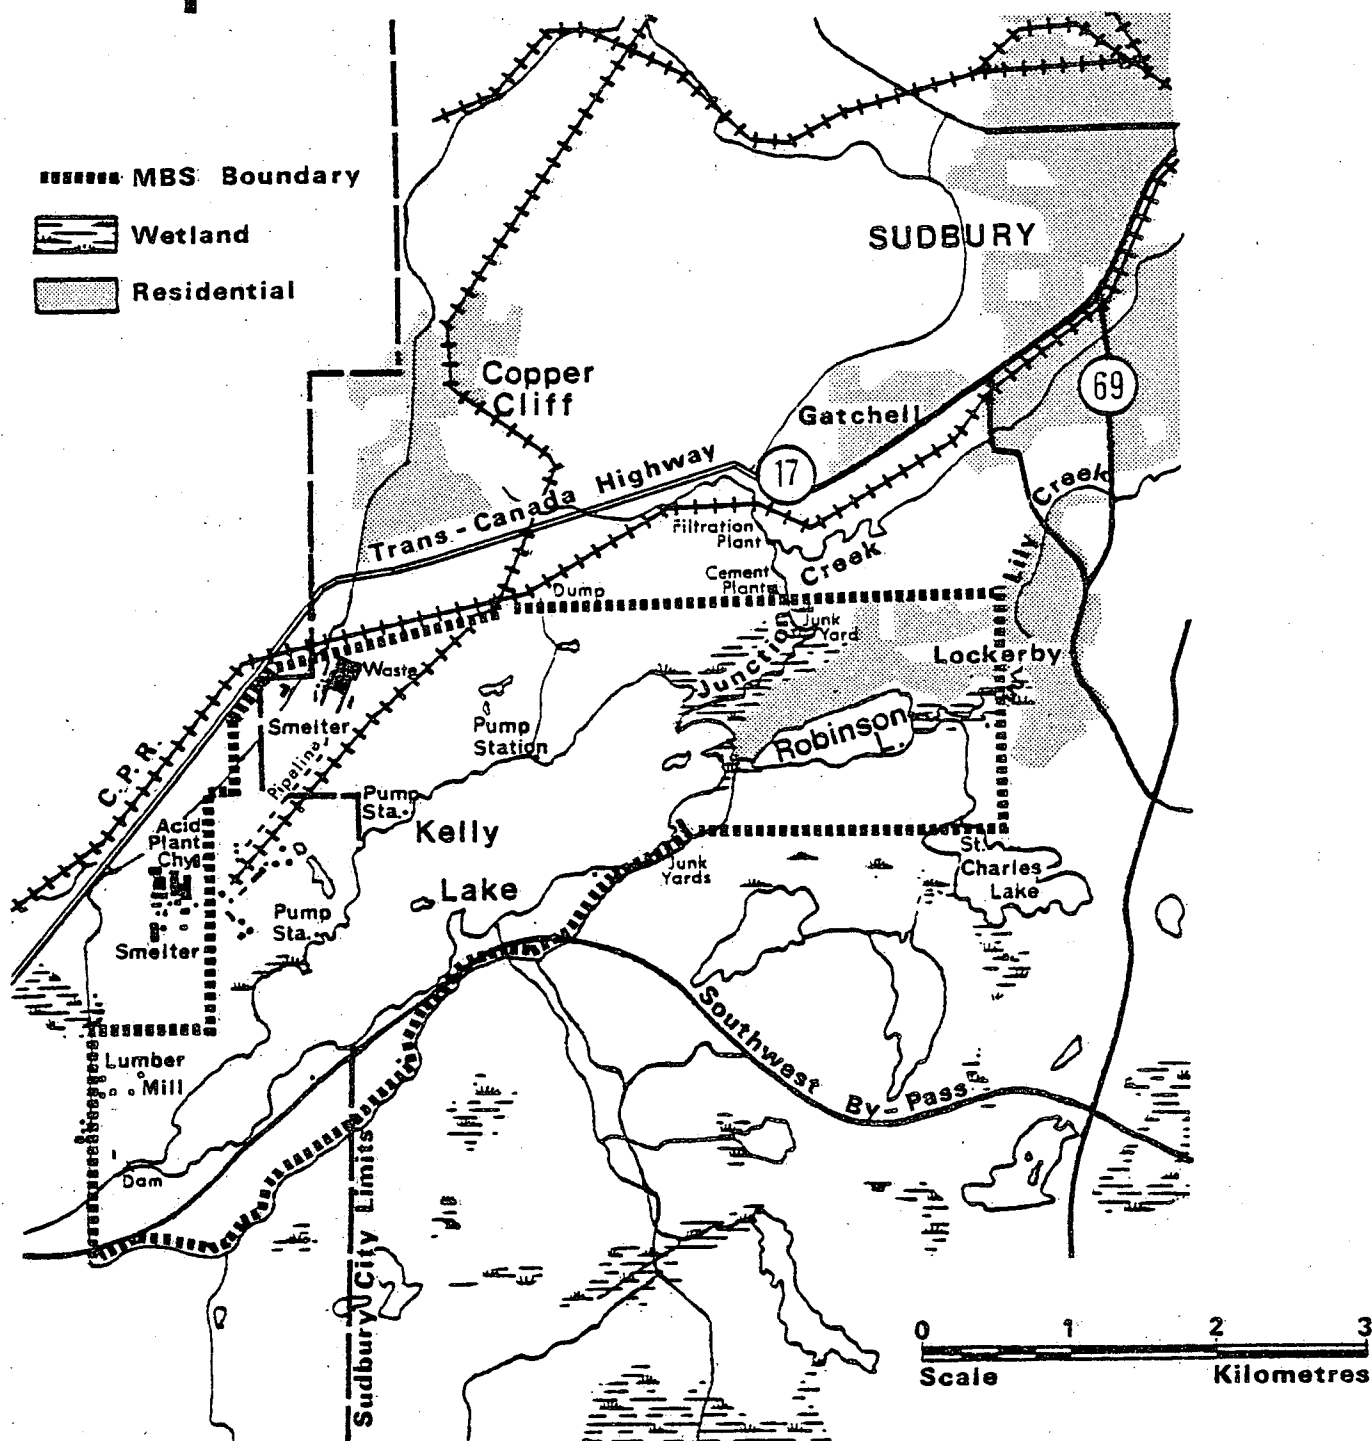 MBS Boundary
Wetland
Residential
SUDBURY
Copper
Cliff
69
Gatchell
17
Trans-Canada Highway
Creek
Lily
Filtration
Plant
Creek
Cement
Plant
Dump
Junk
Yard
Junction
Lockerby
Waste
Smelter
Pump
Station
Robinson
L.
C.P.R.
Pipeline
Pump
Sta.
Acid
Plant
Chy
Kelly
Lake
Junk
Yards
St.
Charles
Lake
Pump
Sta.
Smelter
Southwest By-Pass
Lumber
Mill
Dam
Sudbury City Limits
0 1 2 3
Scale Kilometres